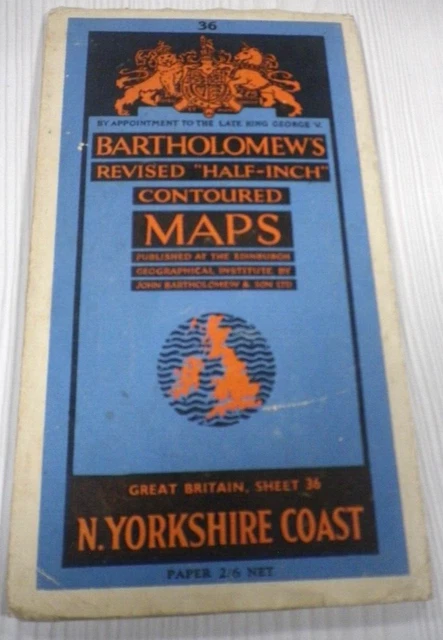 36
BY APPOINTMENT TO THE LATE KING GEORGE V.
BARTHOLOMEW'S
REVISED "HALF-INCH"
CONTOURED
MAPS
PUBLISHED AT THE EDINBURGH
GEOGRAPHICAL INSTITUTE BY
JOHN BARTHOLOMEW & SON LTD
GREAT BRITAIN, SHEET 36
N. YORKSHIRE COAST
PAPER 2/6 NET